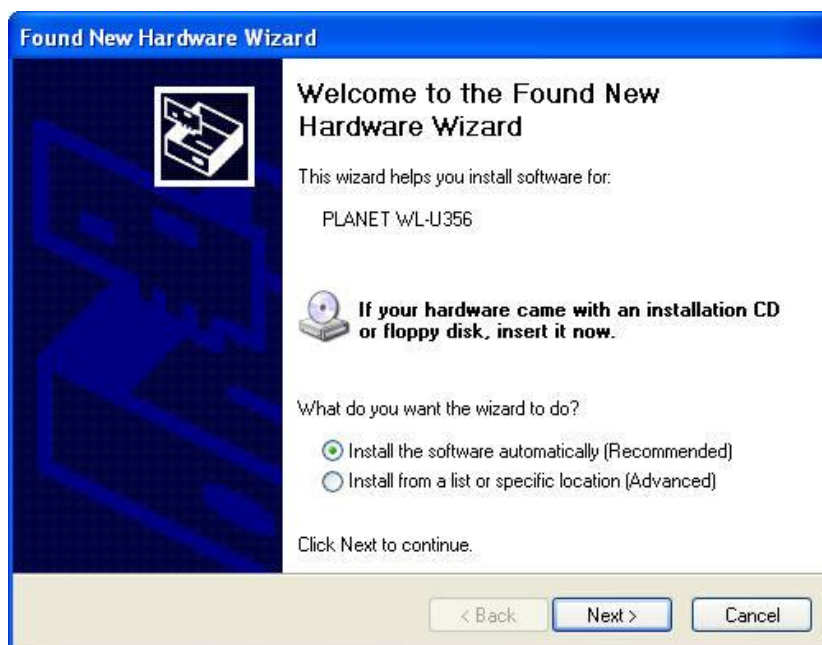 Found New Hardware Wizard
Welcome to the Found New
Hardware Wizard
This wizard helps you install software for:
PLANET WL-U356
If your hardware came with an installation CD
or floppy disk, insert it now.
What do you want the wizard to do?
Install the software automatically (Recommended)
Install from a list or specific location (Advanced)
Click Next to continue.
< Back Next > Cancel